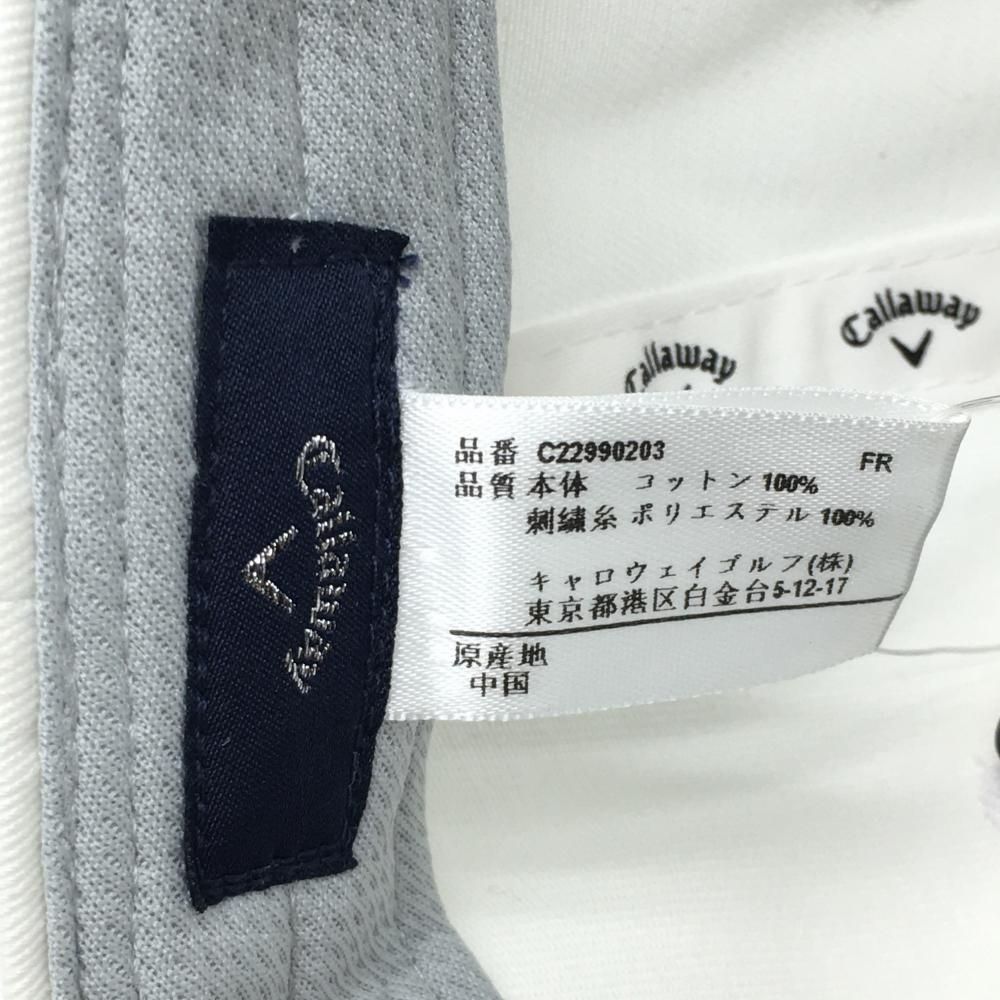 Callaway
Callaway
Callaway
品番 C22990203 FR
品質 本体 コットン 100%
刺繍糸 ポリエステル 100%
キャロウェイゴルフ(株)
東京都港区白金台5-12-17
原産地
中国